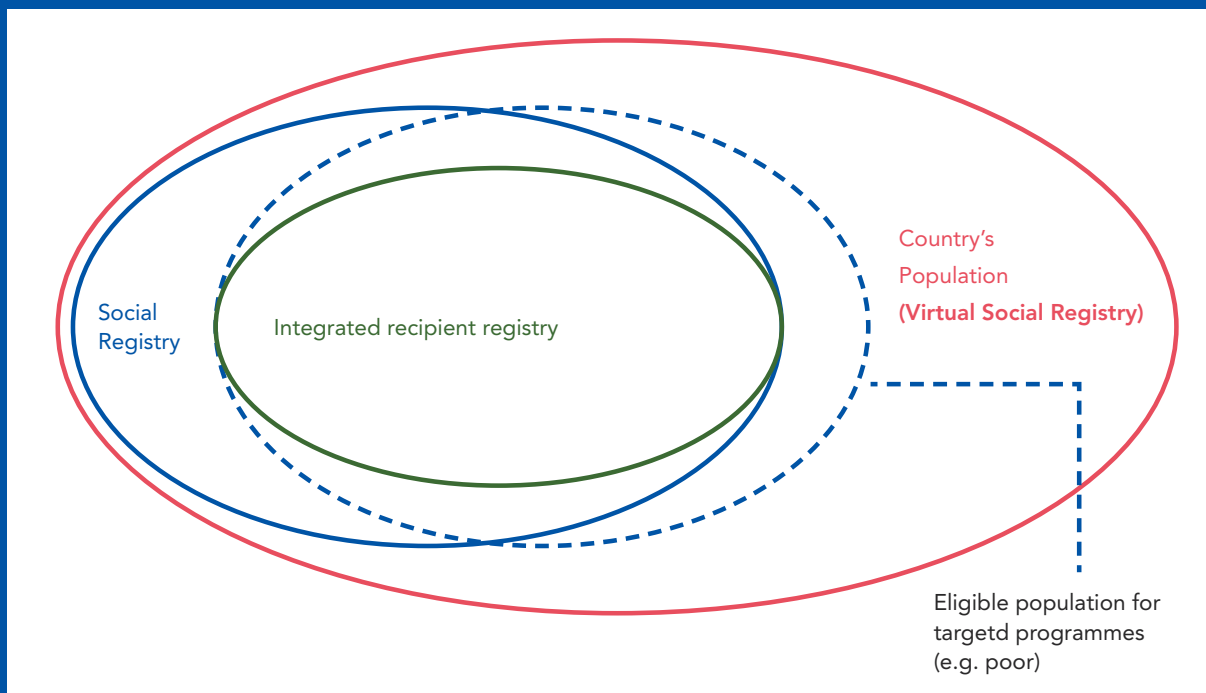 Social
Registry
Integrated recipient registry
Country’s
Population
(Virtual Social Registry)
Eligible population for
targetd programmes
(e.g. poor)